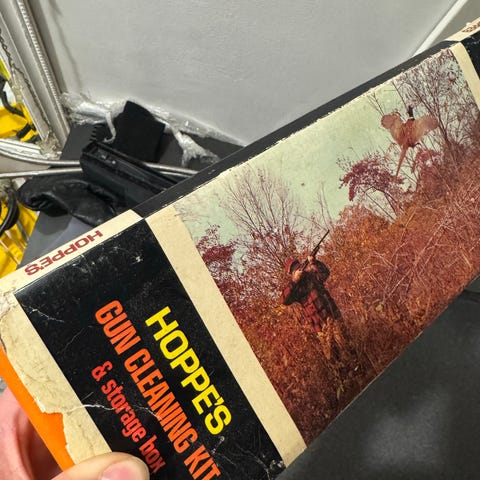 HOPPE'S
HOPPE'S
GUN CLEANING KIT
& storage box